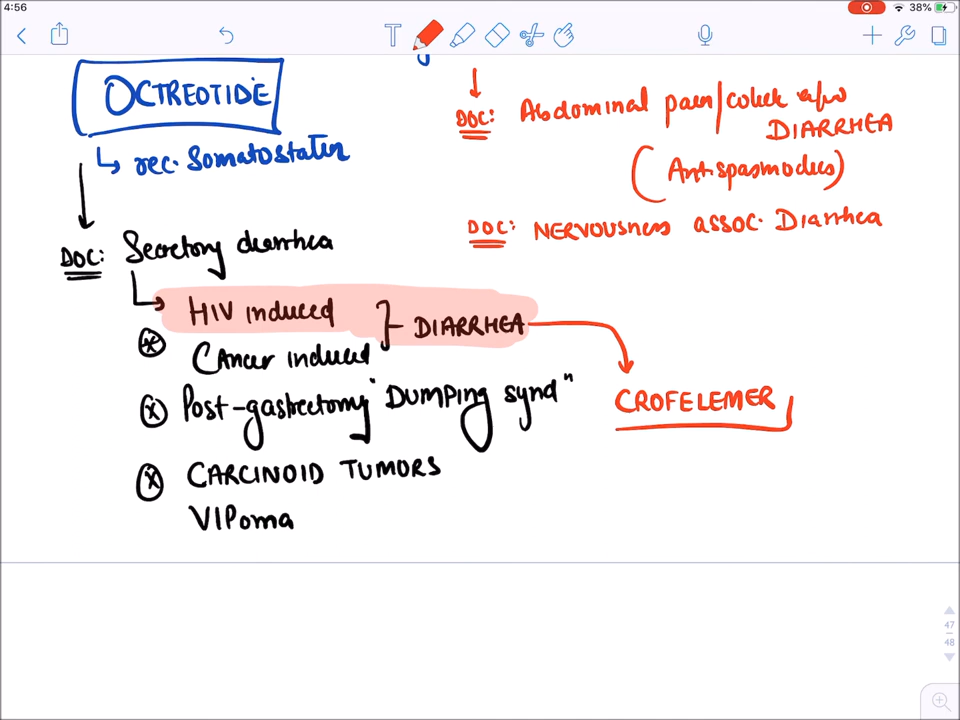 4:56
38%
T
OCTREOTIDE
↳ rec. Somatostatin
DOC: Secretory diarrhea
HIV induced
Cancer induced
} DIARRHEA
CROFELEMER
Post-gastrectomy "Dumping synd"
CARCINOID TUMORS
VIPoma
DOC: Abdominal pain/colick
DIARRHEA
(Antispasmodics)
DOC: NERVOUSNESS assoc. Diarrhea
47
48